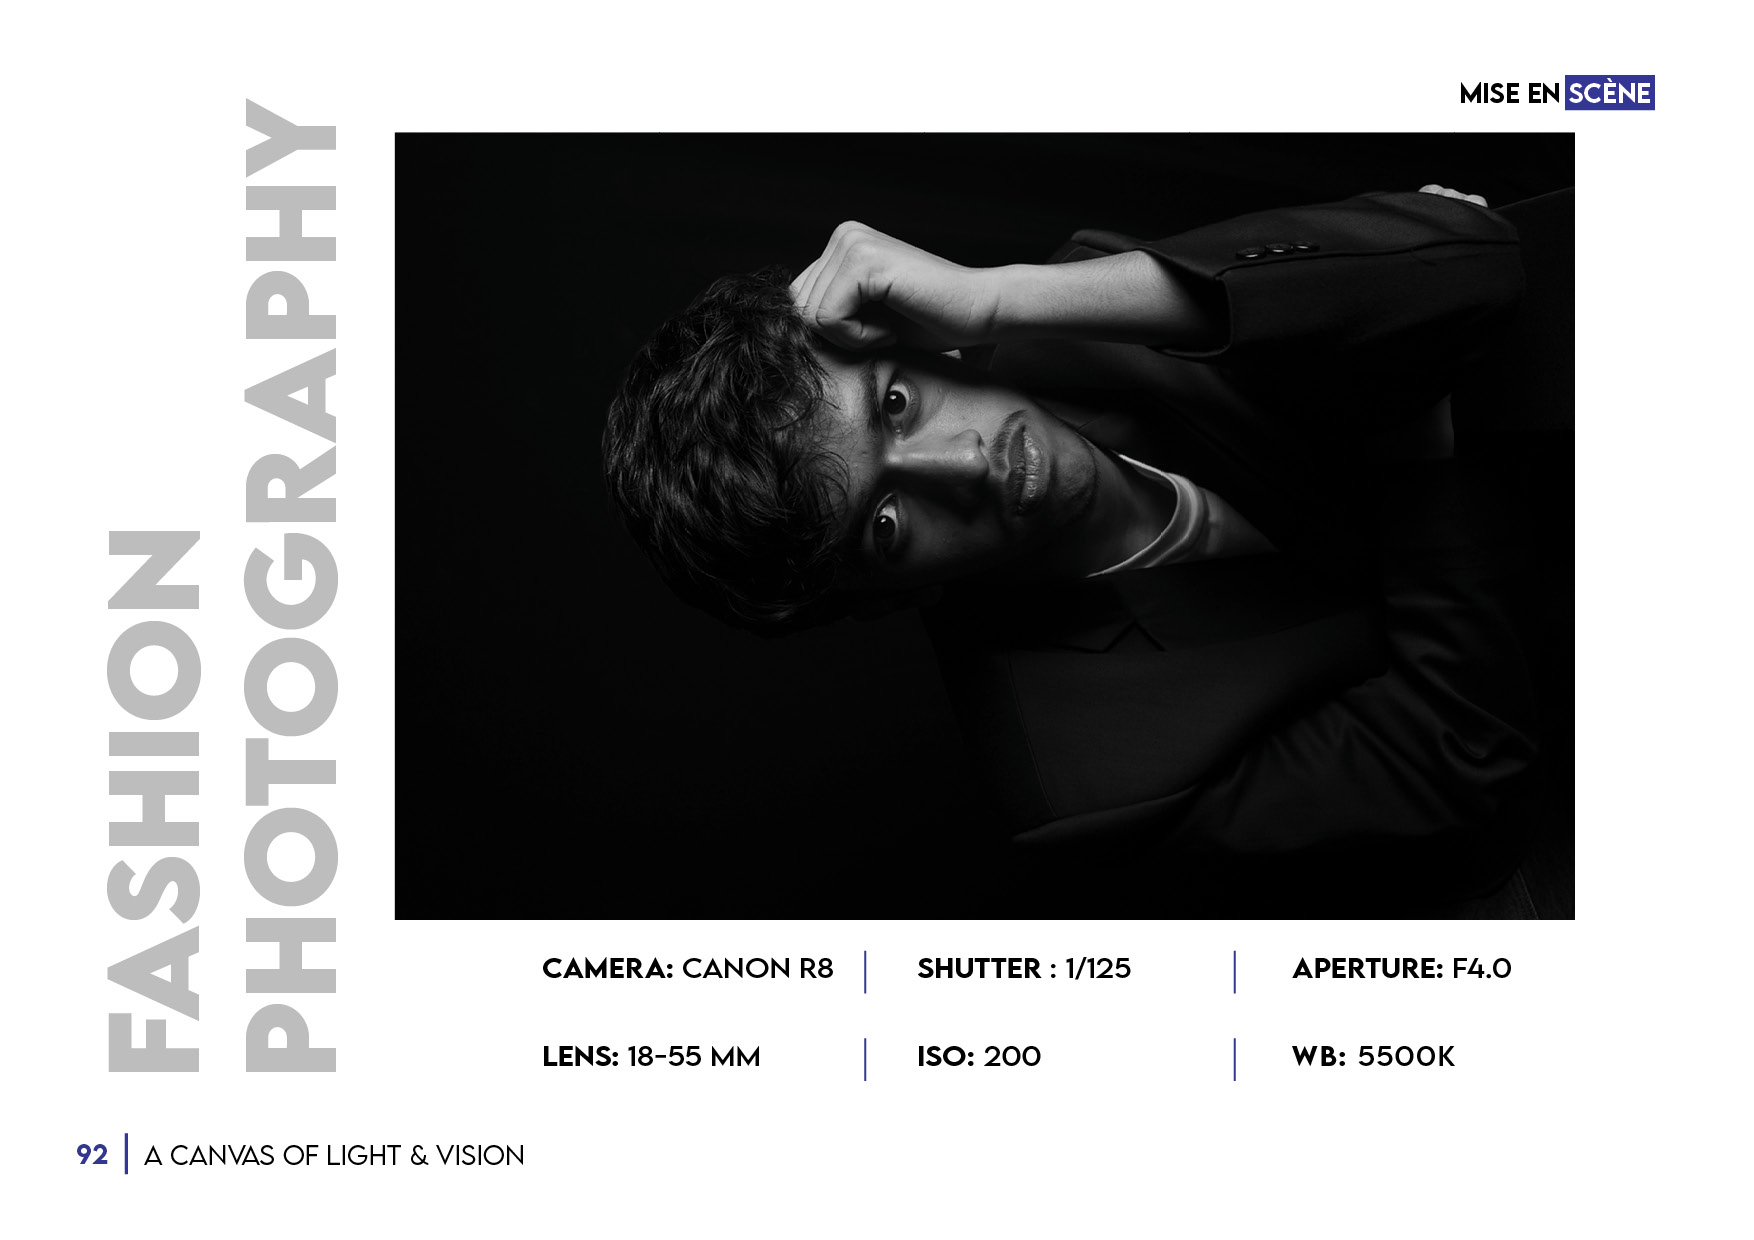 MISE EN SCÈNE
FASHION
PHOTOGRAPHY
CAMERA: CANON R8
SHUTTER : 1/125
APERTURE: F4.0
LENS: 18-55 MM
ISO: 200
WB: 5500K
92
A CANVAS OF LIGHT & VISION